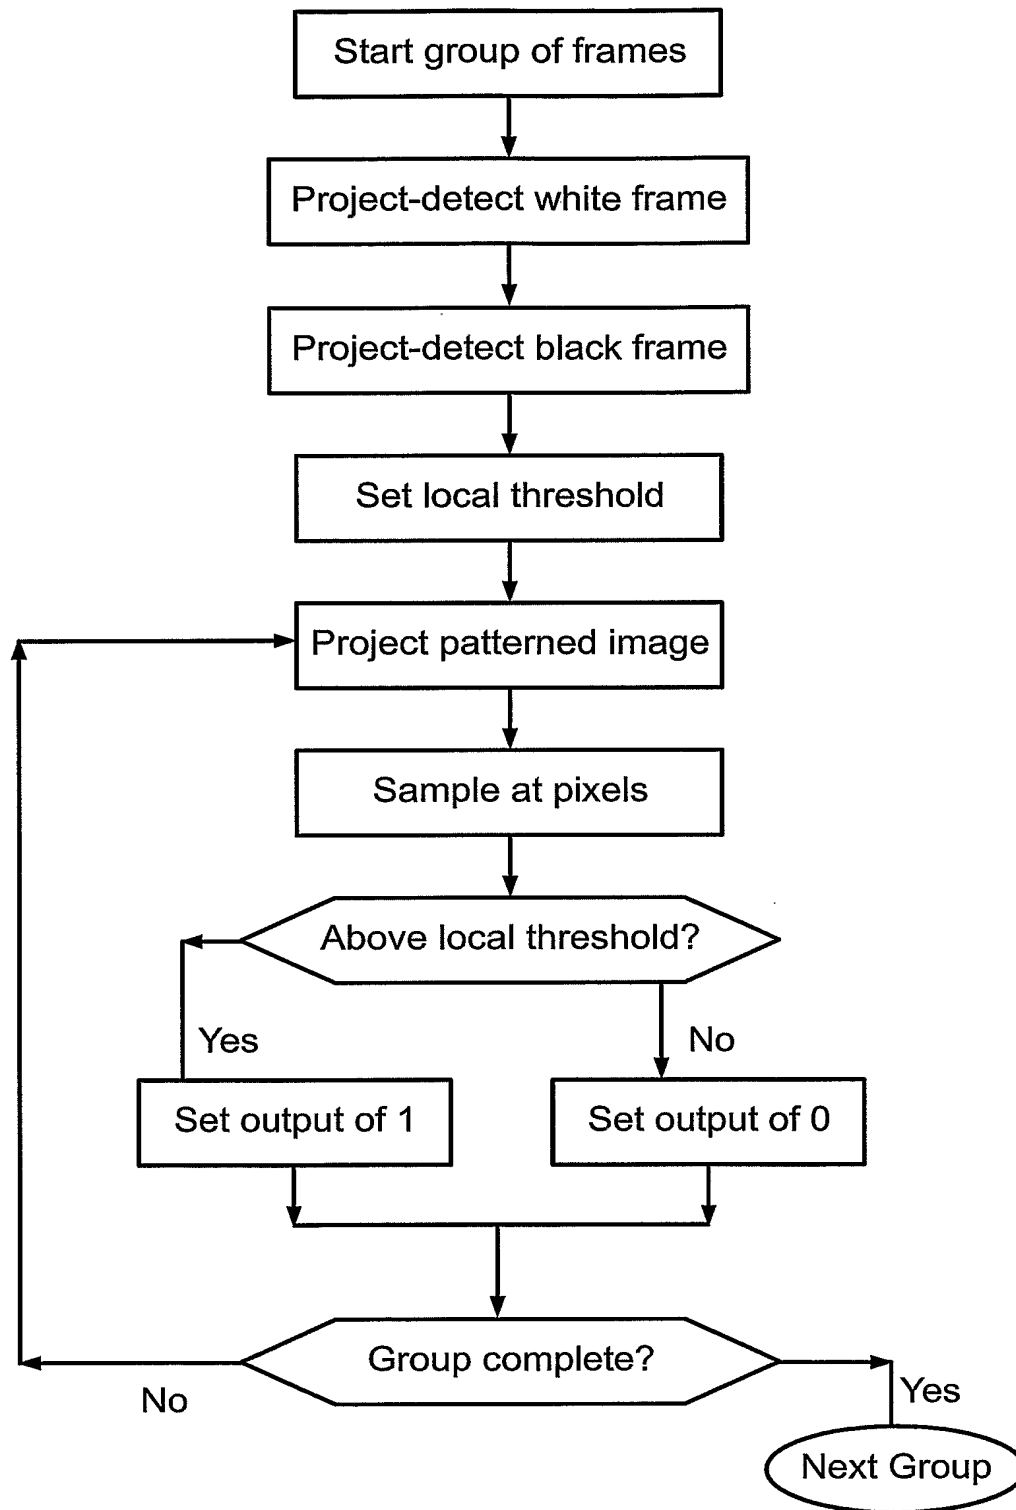 Start group of frames
Project-detect white frame
Project-detect black frame
Set local threshold
Project patterned image
Sample at pixels
Above local threshold?
Yes
No
Set output of 1
Set output of 0
Group complete?
No
Yes
Next Group